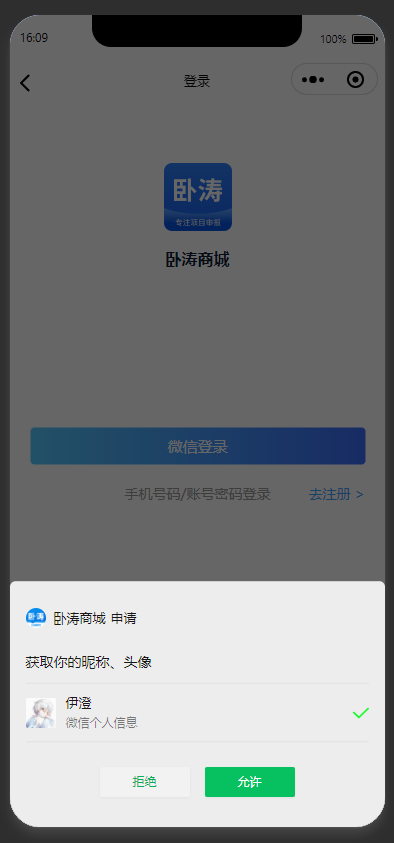 16:09
100%
登录
卧涛
专注项目申报
卧涛商城
微信登录
手机号码/账号密码登录
去注册 >
卧涛
卧涛商城 申请
获取你的昵称、头像
伊澄
微信个人信息
拒绝
允许